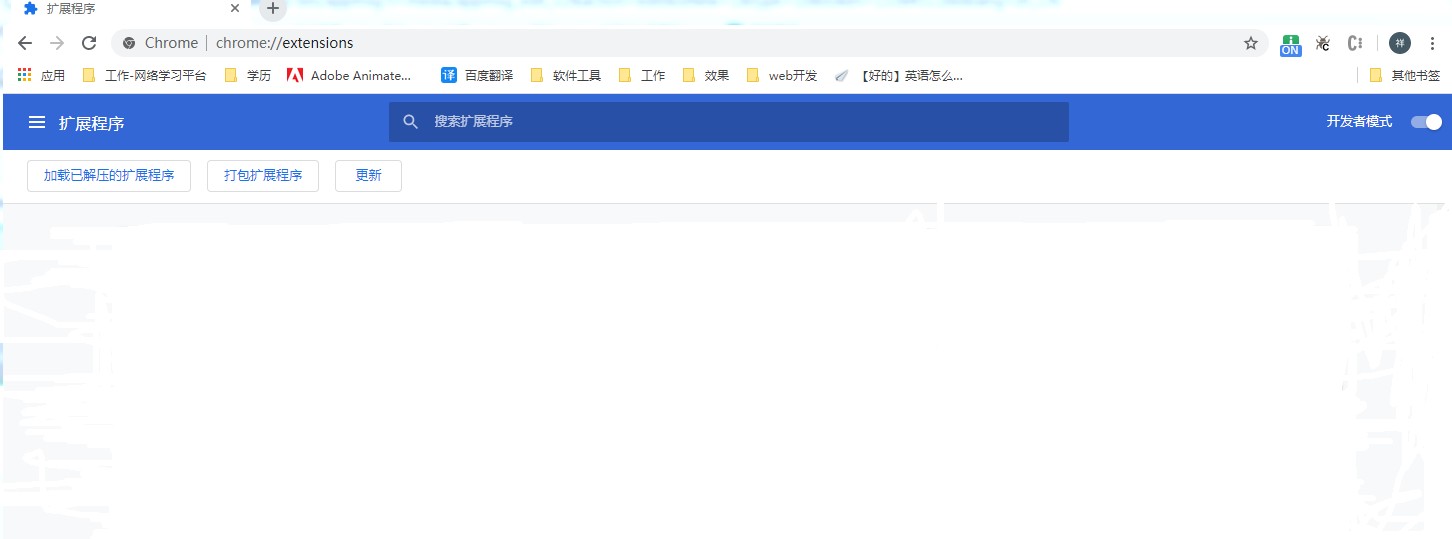 扩展程序
Chrome | chrome://extensions
ON
祥
应用 工作-网络学习平台 学历 Adobe Animate... 译 百度翻译 软件工具 工作 效果 web开发 【好的】英语怎么... 其他书签
扩展程序 搜索扩展程序 开发者模式
加载已解压的扩展程序 打包扩展程序 更新